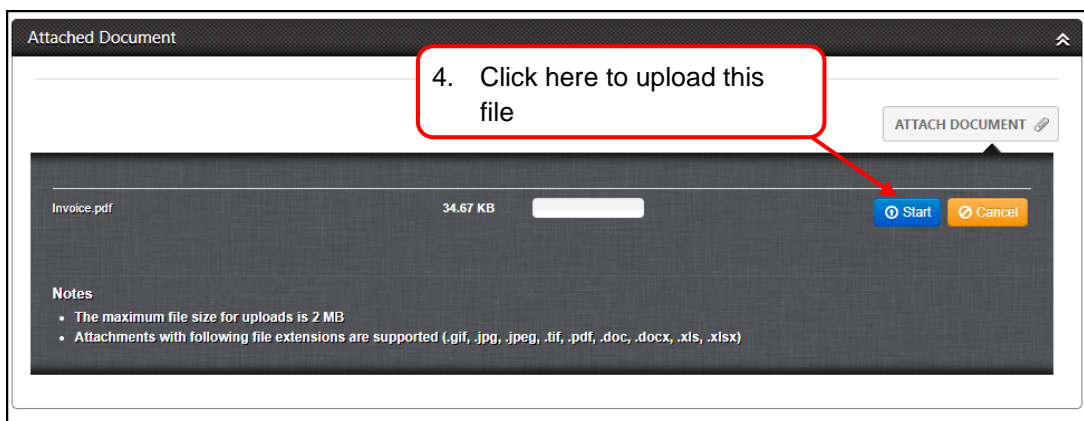 Attached Document
4. Click here to upload this
file
ATTACH DOCUMENT
Invoice.pdf 34.67 KB Start Cancel
Notes
• The maximum file size for uploads is 2 MB
• Attachments with following file extensions are supported (.gif, .jpg, .jpeg, .tif, .pdf, .doc, .docx, .xls, .xlsx)